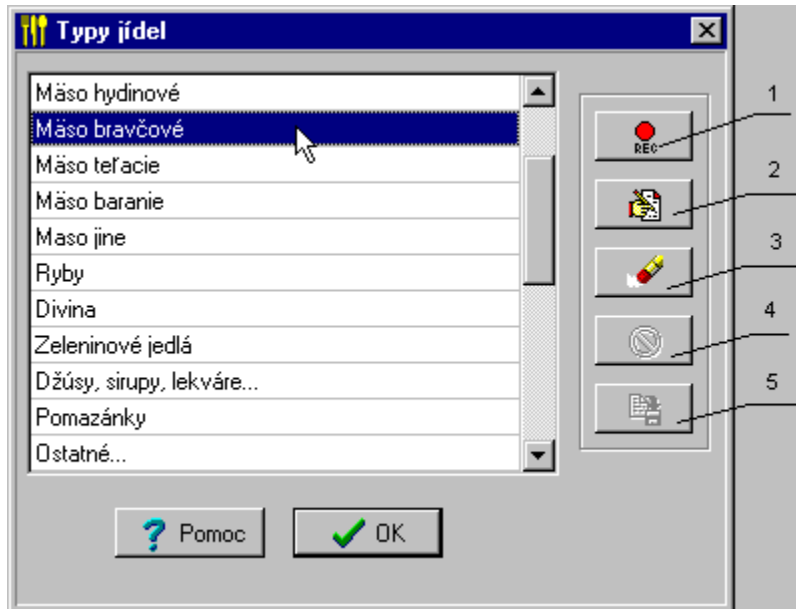 Typy jídel
Mäso hydinové
Mäso bravčové
Mäso teľacie
Mäso baranie
Maso jine
Ryby
Divina
Zeleninové jedlá
Džúsy, sirupy, lekváre...
Pomazánky
Ostatné...
REC
1
2
3
4
5
? Pomoc
OK